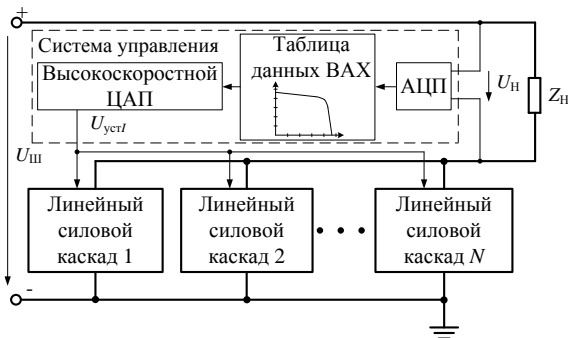 +
Система управления
Высокоскоростной
ЦАП
Таблица
данных ВАХ
АЦП
Uн
Zн
UустI
UШ
Линейный
силовой
каскад 1
Линейный
силовой
каскад 2
• • •
Линейный
силовой
каскад N
-